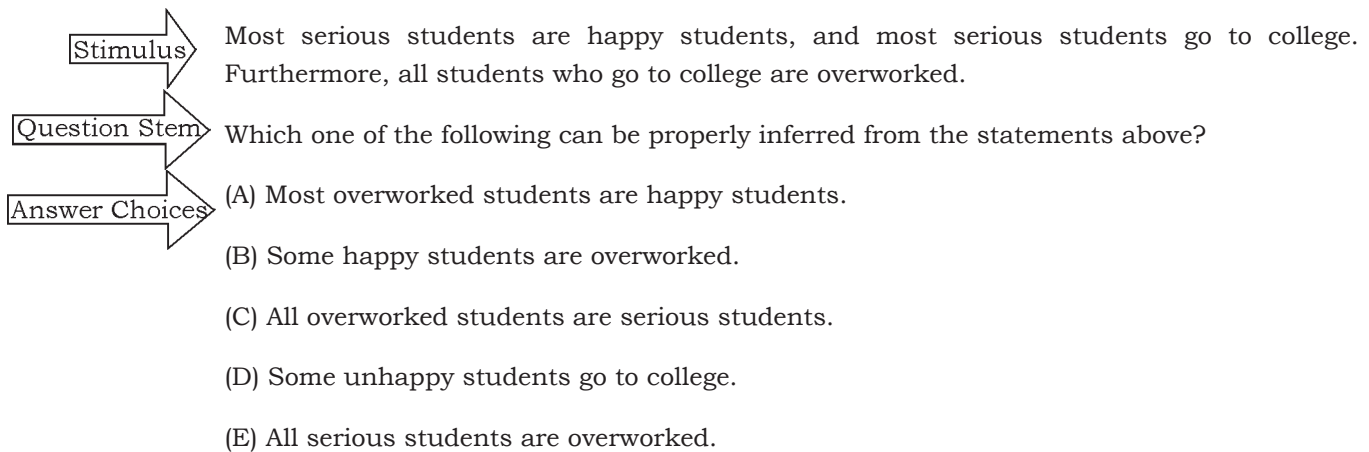 Stimulus
Most serious students are happy students, and most serious students go to college.
Furthermore, all students who go to college are overworked.
Question Stem
Which one of the following can be properly inferred from the statements above?
Answer Choices
(A) Most overworked students are happy students.
(B) Some happy students are overworked.
(C) All overworked students are serious students.
(D) Some unhappy students go to college.
(E) All serious students are overworked.